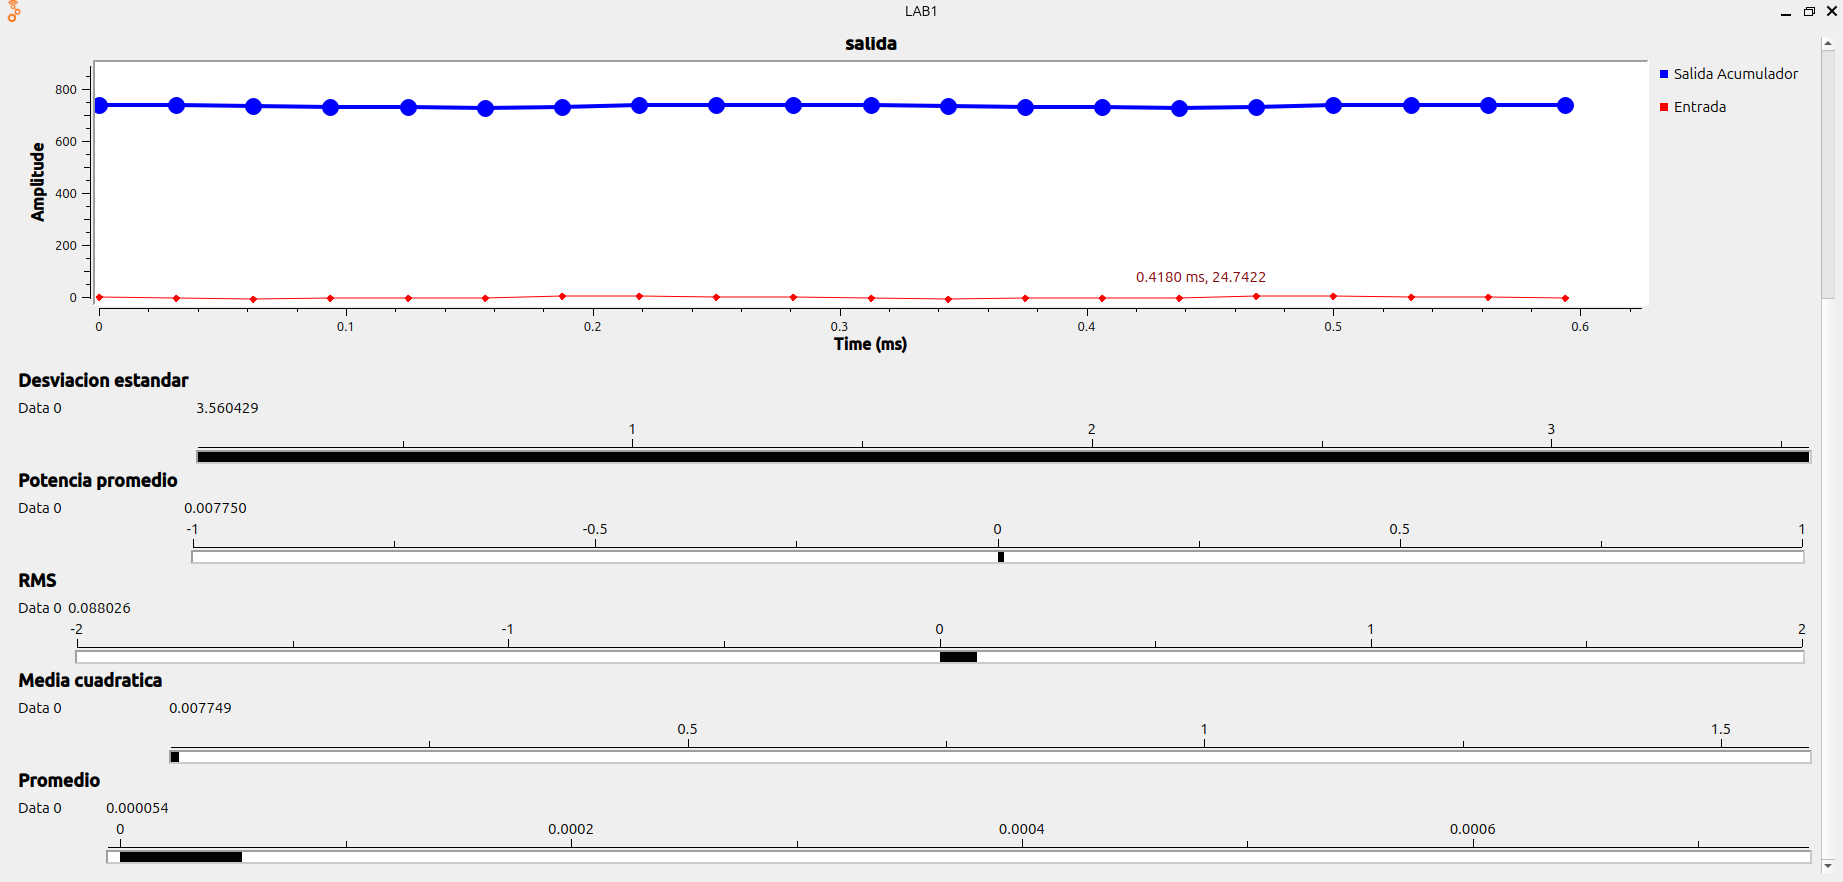 LAB1
salida
Salida Acumulador
Entrada
Amplitude
800
600
400
200
0
0.4180 ms, 24.7422
0 0.1 0.2 0.3 0.4 0.5 0.6
Time (ms)
Desviacion estandar
Data 0 3.560429
1 2 3
Potencia promedio
Data 0 0.007750
-1 -0.5 0 0.5 1
RMS
Data 0 0.088026
-2 -1 0 1 2
Media cuadratica
Data 0 0.007749
0.5 1 1.5
Promedio
Data 0 0.000054
0 0.0002 0.0004 0.0006